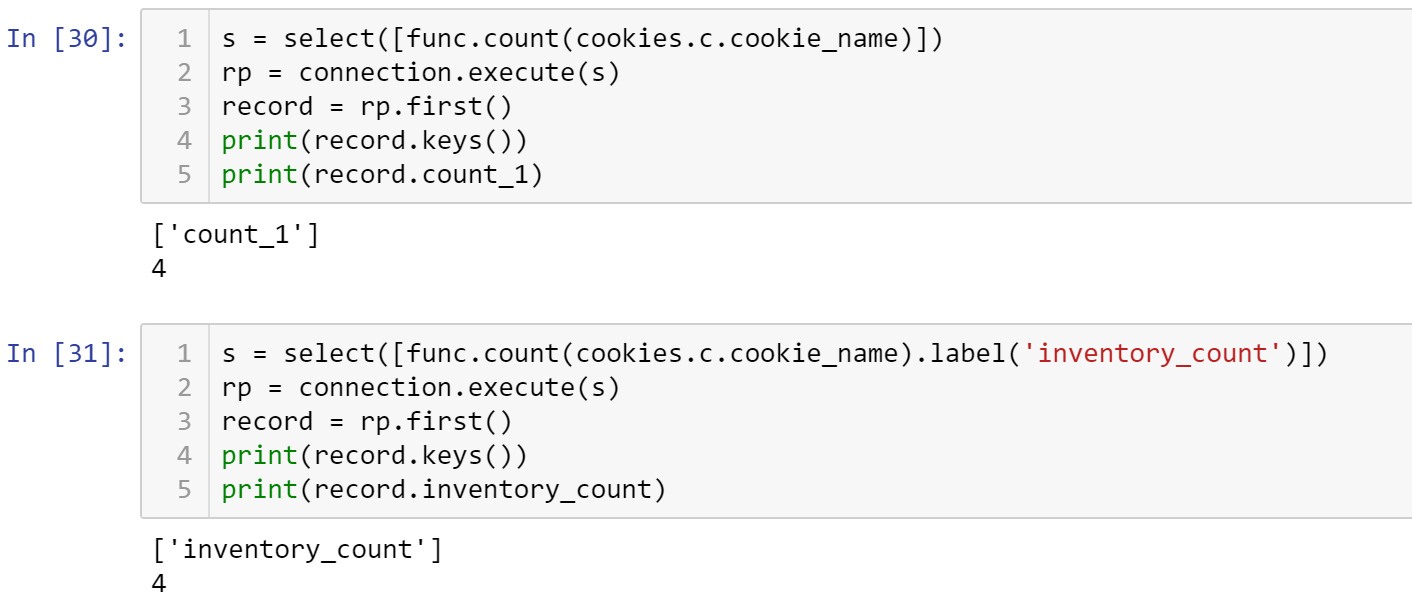 In [30]:
1 s = select([func.count(cookies.c.cookie_name)])
2 rp = connection.execute(s)
3 record = rp.first()
4 print(record.keys())
5 print(record.count_1)
['count_1']
4
In [31]:
1 s = select([func.count(cookies.c.cookie_name).label('inventory_count')])
2 rp = connection.execute(s)
3 record = rp.first()
4 print(record.keys())
5 print(record.inventory_count)
['inventory_count']
4